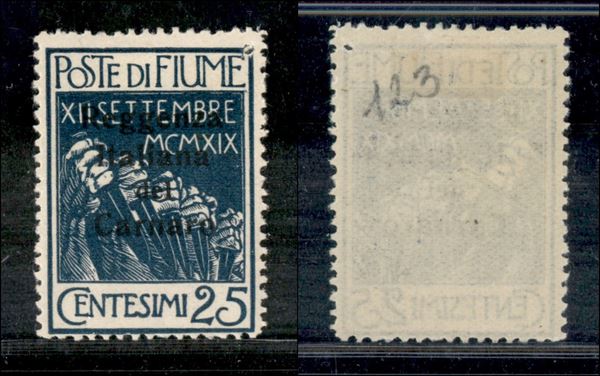 POSTE DI FIUME
XII SETTEMBRE
Reggenza
MCMXIX
Italiana
del
Carnaro
CENTESIMI 25
123